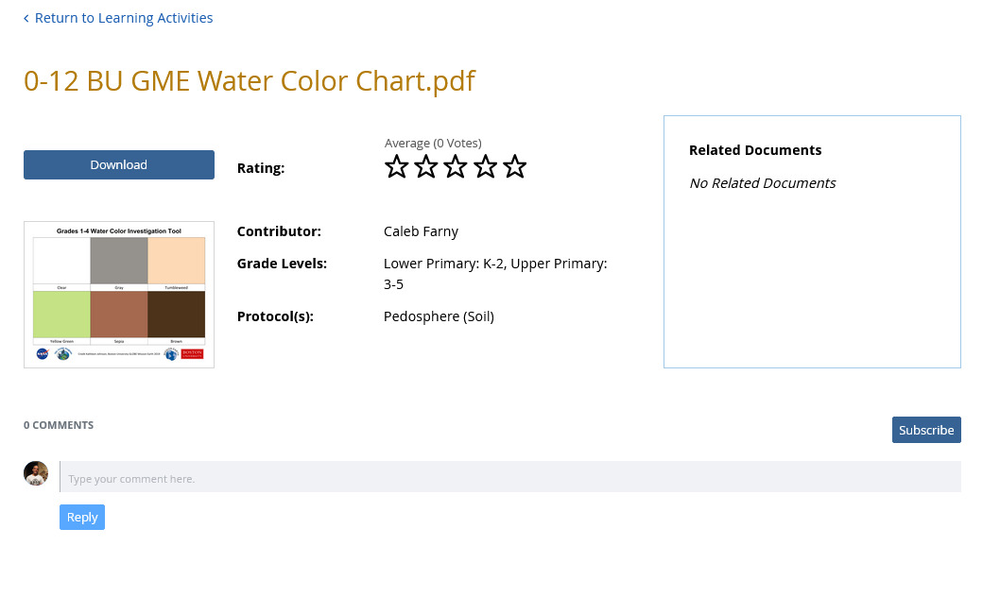 Return to Learning Activities
0-12 BU GME Water Color Chart.pdf
Download
Rating:
Average (0 Votes)
Grades 1-4 Water Color Investigation Tool
Clear Gray Tumbleweed
Yellow Green Sepia Brown
NASA
BOSTON
Contributor:
Caleb Farny
Grade Levels:
Lower Primary: K-2, Upper Primary:
3-5
Protocol(s):
Pedosphere (Soil)
Related Documents
No Related Documents
0 COMMENTS
Subscribe
Type your comment here.
Reply